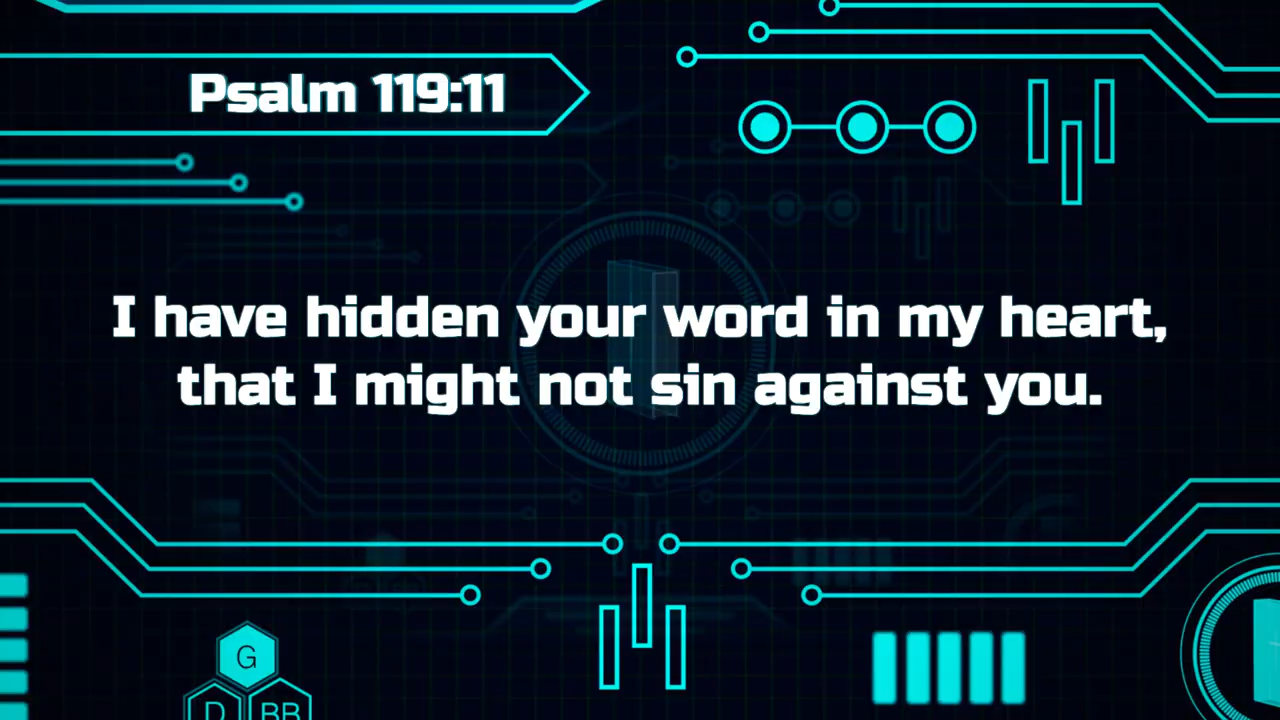 Psalm 119:11
I have hidden your word in my heart,
that I might not sin against you.
G
D BB